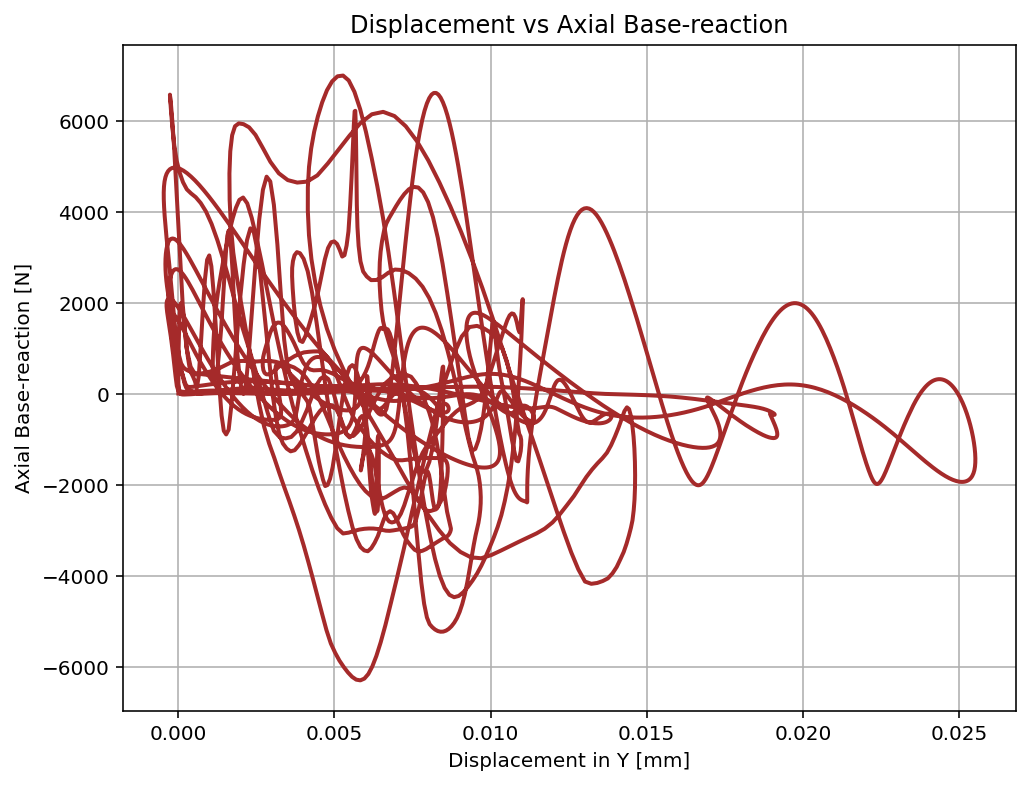 Displacement vs Axial Base-reaction
Axial Base-reaction [N]
6000
4000
2000
0
−2000
−4000
−6000
0.000 0.005 0.010 0.015 0.020 0.025
Displacement in Y [mm]